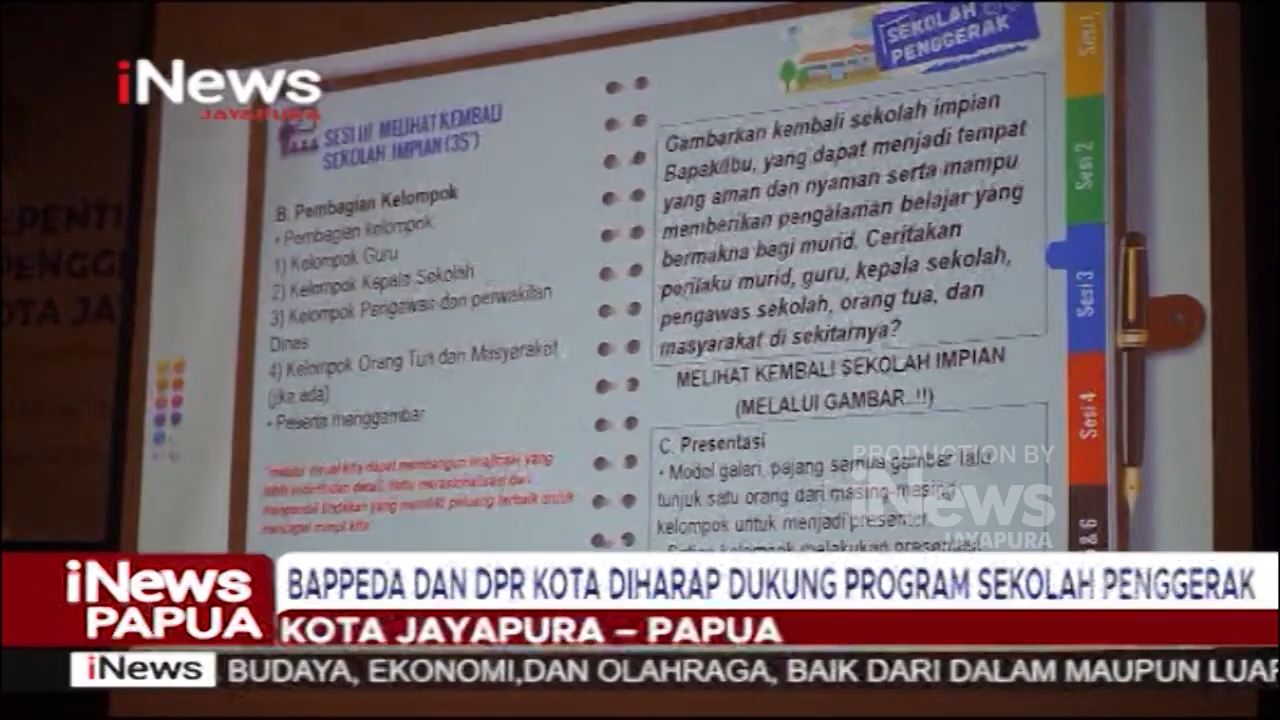 iNews
JAYAPURA
SEKOLAH
PENGGERAK
SESI III MELIHAT KEMBALI
SEKOLAH IMPIAN (35')
B. Pembagian Kelompok
• Pembagian kelompok:
1) Kelompok Guru
2) Kelompok Kepala Sekolah
3) Kelompok Pengawas dan perwakilan
Dinas
4) Kelompok Orang Tua dan Masyarakat
(jika ada)
• Peserta menggambar
Gambarkan kembali sekolah impian
Bapak/Ibu, yang dapat menjadi tempat
yang aman dan nyaman serta mampu
memberikan pengalaman belajar yang
bermakna bagi murid. Ceritakan
perilaku murid, guru, kepala sekolah,
pengawas sekolah, orang tua, dan
masyarakat di sekitarnya?
MELIHAT KEMBALI SEKOLAH IMPIAN
(MELALUI GAMBAR..!!)
C. Presentasi
• Model galeri, pajang semua gambar lalu
tunjuk satu orang dari masing-masing
kelompok untuk menjadi presenter.
Sesi 2
Sesi 3
Sesi 4
& 6
EPENTI
PENGGE
OTA JAY
PRODUCTION BY
iNews
JAYAPURA
iNews
PAPUA
BAPPEDA DAN DPR KOTA DIHARAP DUKUNG PROGRAM SEKOLAH PENGGERAK
KOTA JAYAPURA – PAPUA
iNews
BUDAYA, EKONOMI,DAN OLAHRAGA, BAIK DARI DALAM MAUPUN LUAR